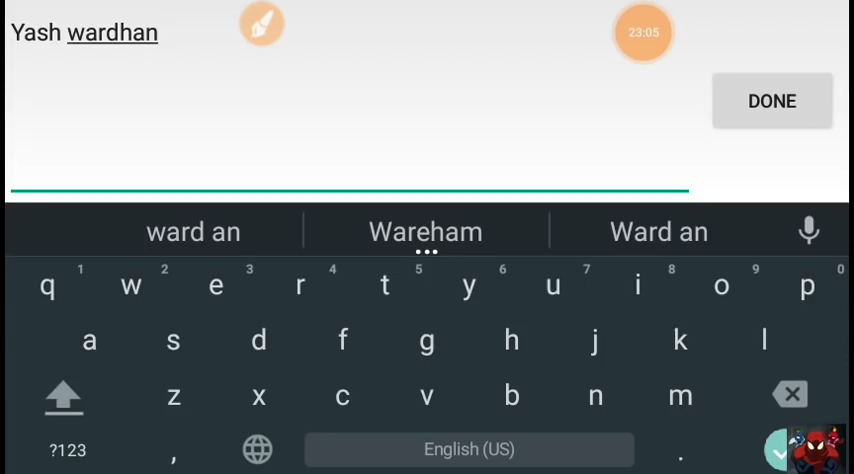 Yash wardhan
23:05
DONE
ward an Wareham Ward an
1 2 3 4 5 6 7 8 9 0
q w e r t y u i o p
a s d f g h j k l
z x c v b n m
?123 , English (US) .